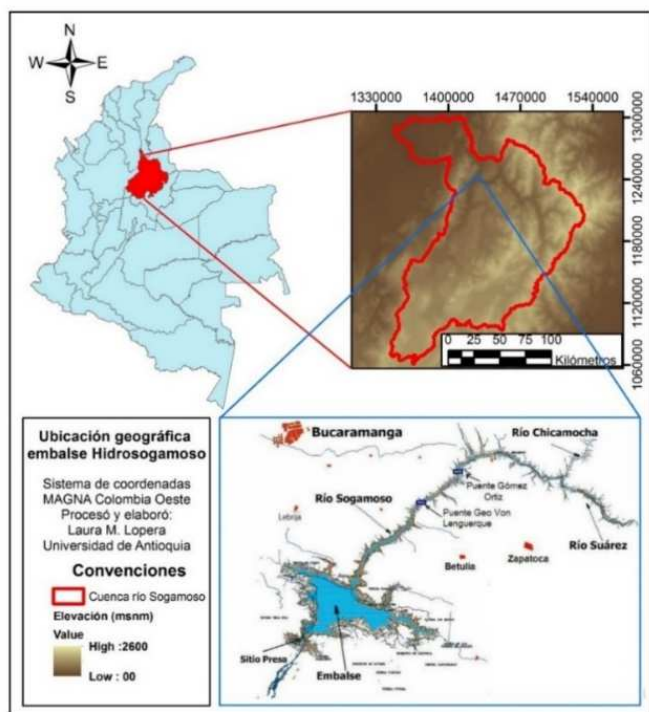 N
W E
S
1330000 1400000 1470000 1540000
1300000
1240000
1180000
1120000
1060000
0 25 50 75 100
Kilómetros
Ubicación geográfica
embalse Hidrosogamoso
Sistema de coordenadas
MAGNA Colombia Oeste
Procesó y elaboró:
Laura M. Lopera
Universidad de Antioquia
Convenciones
Cuenca río Sogamoso
Elevación (msnm)
Value
High :2600
Low : 00
Bucaramanga
Río Chicamocha
Puente Gómez
Ortiz
Río Sogamoso
Puente Geo Von
Lenguerque
Lebrija
Río Suárez
Betulia
Zapatoca
Sitio Presa
Embalse